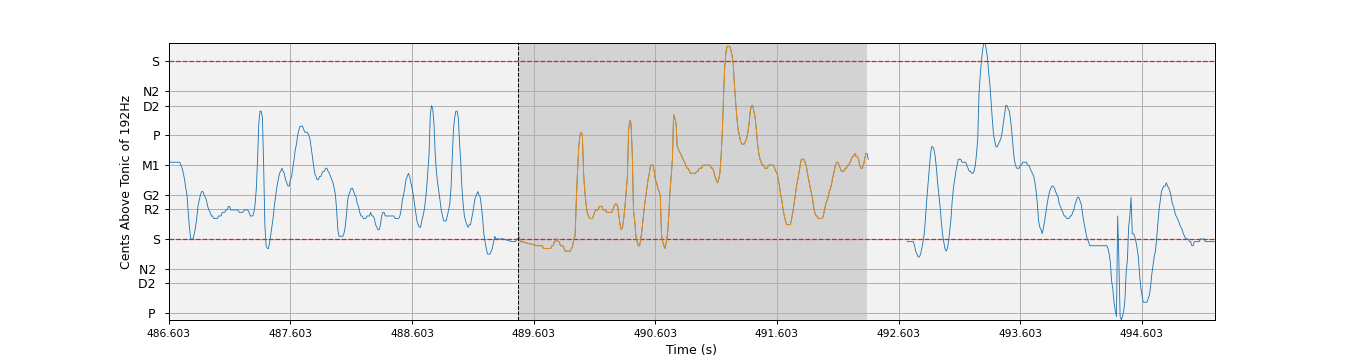 S
N2
D2
P
M1
G2
R2
S
N2
D2
P
Cents Above Tonic of 192Hz
486.603 487.603 488.603 489.603 490.603 491.603 492.603 493.603 494.603
Time (s)